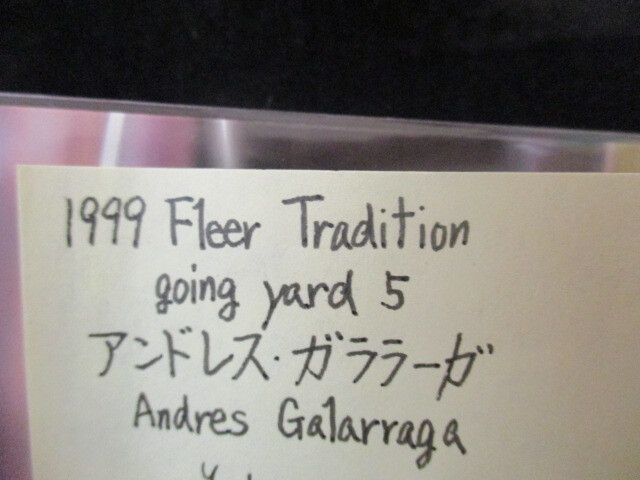 1999 Fleer Tradition
going yard 5
アンドレス・ガララーガ
Andres Galarraga